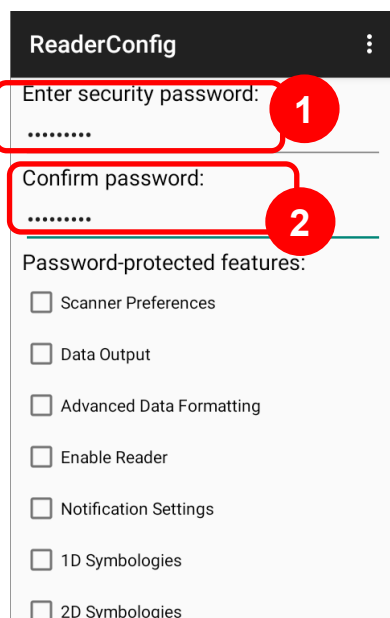 ReaderConfig
Enter security password:
1
•••••••••
Confirm password:
•••••••••
2
Password-protected features:
Scanner Preferences
Data Output
Advanced Data Formatting
Enable Reader
Notification Settings
1D Symbologies
2D Symbologies